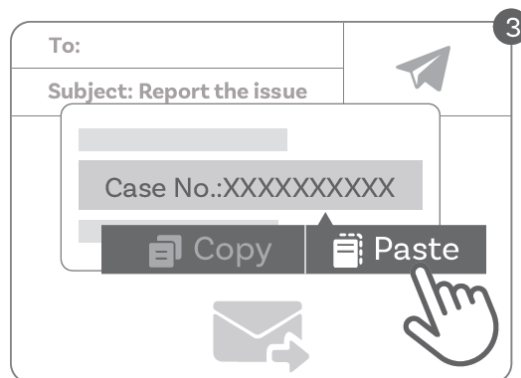 3
To:
Subject: Report the issue
Case No.:XXXXXXXXXX
Copy
Paste